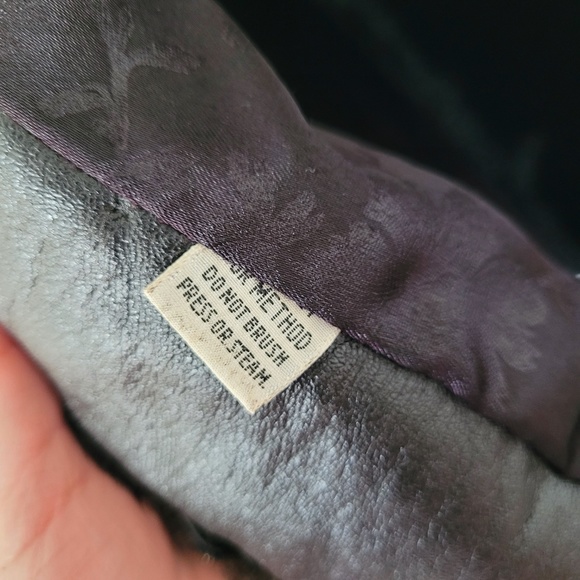 METHOD
DO NOT BRUSH
PRESS OR STEAM